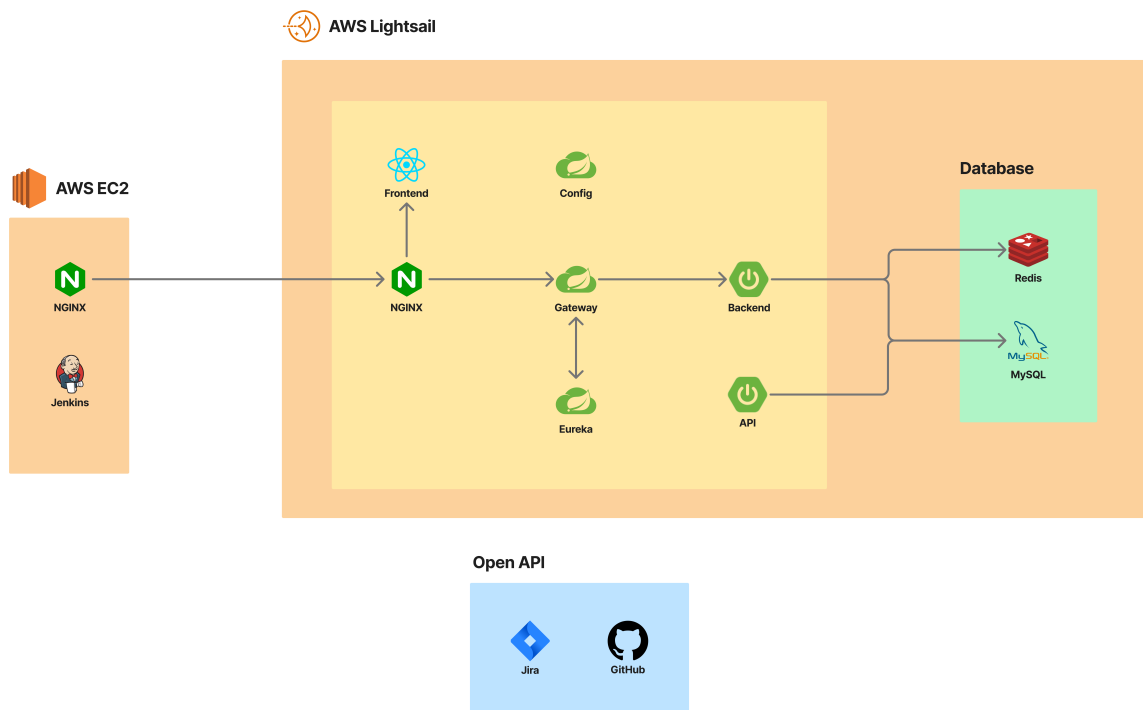 AWS Lightsail
AWS EC2
NGINX
Jenkins
Frontend
Config
NGINX
Gateway
Backend
Eureka
API
Database
Redis
MySQL
MySQL
Open API
Jira
GitHub